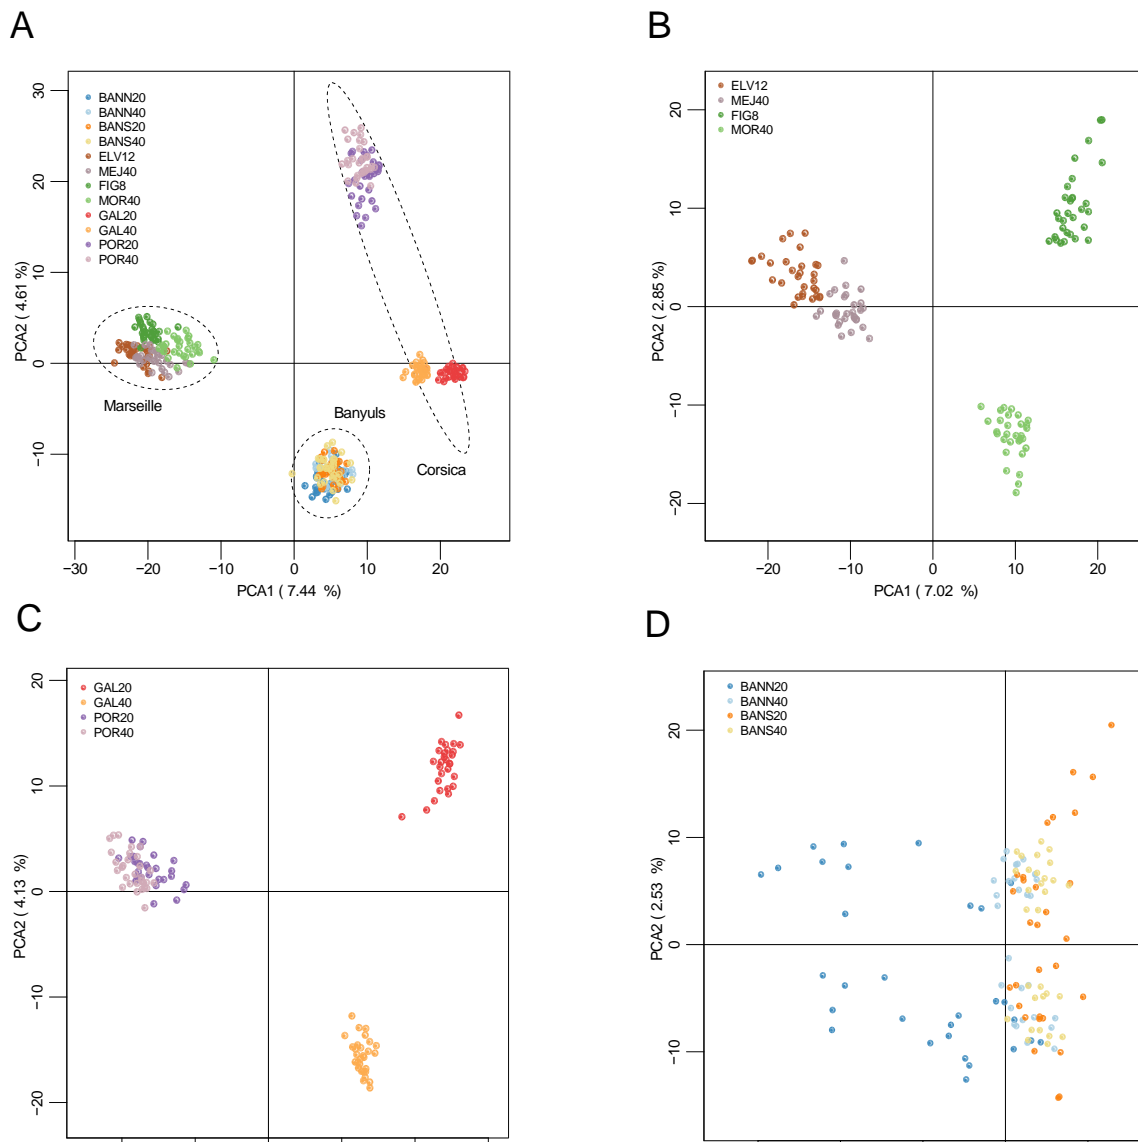 A
30
20
10
0
−10
PCA2 ( 4.61 %)
BANN20
BANN40
BANS20
BANS40
ELV12
MEJ40
FIG8
MOR40
GAL20
GAL40
POR20
POR40
Marseille
Banyuls
Corsica
−30 −20 −10 0 10 20
PCA1 ( 7.44 %)
B
20
10
0
−10
−20
PCA2 ( 2.85 %)
ELV12
MEJ40
FIG8
MOR40
−20 −10 0 10 20
PCA1 ( 7.02 %)
C
20
10
0
−10
−20
PCA2 ( 4.13 %)
GAL20
GAL40
POR20
POR40
D
20
10
0
−10
PCA2 ( 2.53 %)
BANN20
BANN40
BANS20
BANS40